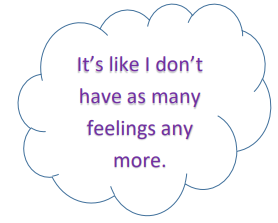 It’s like I don’t
have as many
feelings any
more.